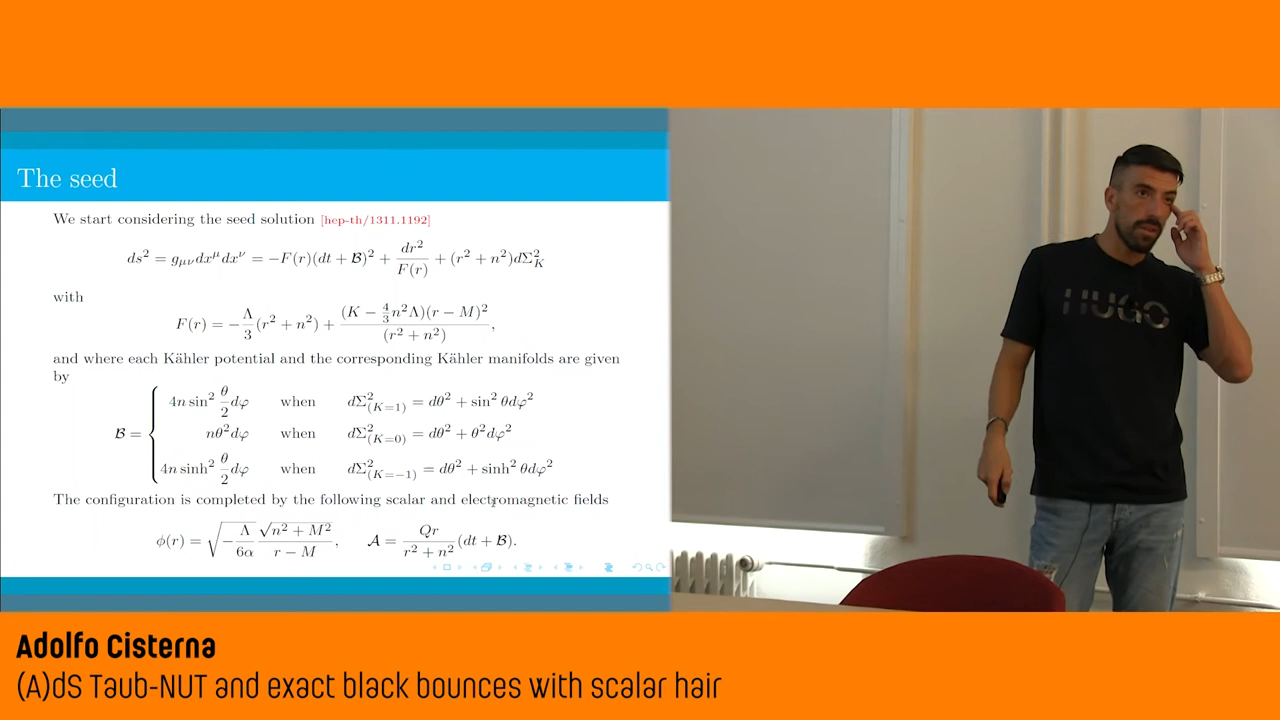 The seed
We start considering the seed solution [hep-th/1311.1192]
ds² = g_{μν}dx^μdx^ν = −F(r)(dt + 𝓑)² + dr²/F(r) + (r² + n²)dΣ²_K
with
F(r) = −Λ/3(r² + n²) + (K − 4/3 n²Λ)(r − M)²/(r² + n²),
and where each Kähler potential and the corresponding Kähler manifolds are given
by
𝓑 = {
4n sin² θ/2 dφ when dΣ²_(K=1) = dθ² + sin² θdφ²
nθ²dφ when dΣ²_(K=0) = dθ² + θ²dφ²
4n sinh² θ/2 dφ when dΣ²_(K=−1) = dθ² + sinh² θdφ²
The configuration is completed by the following scalar and electromagnetic fields
ϕ(r) = √(−Λ/6α) √(n² + M²)/(r − M), 𝓐 = Qr/(r² + n²) (dt + 𝓑).
HUGO
Adolfo Cisterna
(A)dS Taub-NUT and exact black bounces with scalar hair